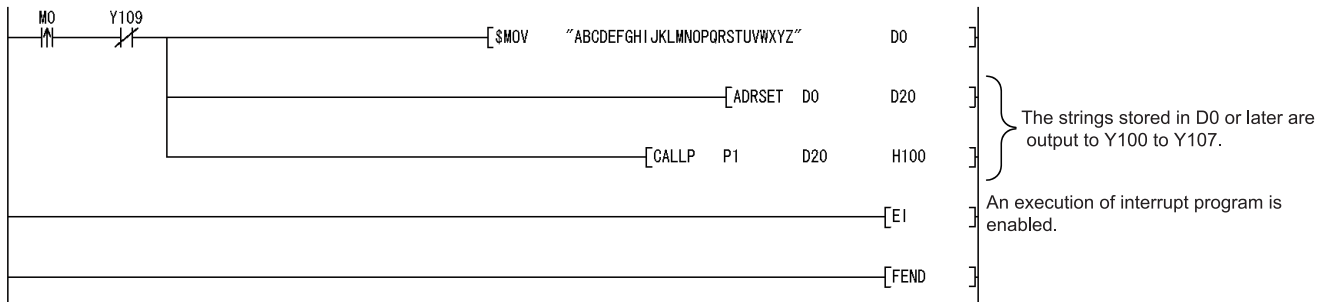 M0 Y109
[$MOV "ABCDEFGHIJKLMNOPQRSTUVWXYZ" D0 ]
[ADRSET D0 D20 ]
The strings stored in D0 or later are
output to Y100 to Y107.
[CALLP P1 D20 H100 ]
An execution of interrupt program is
enabled.
[EI ]
[FEND ]